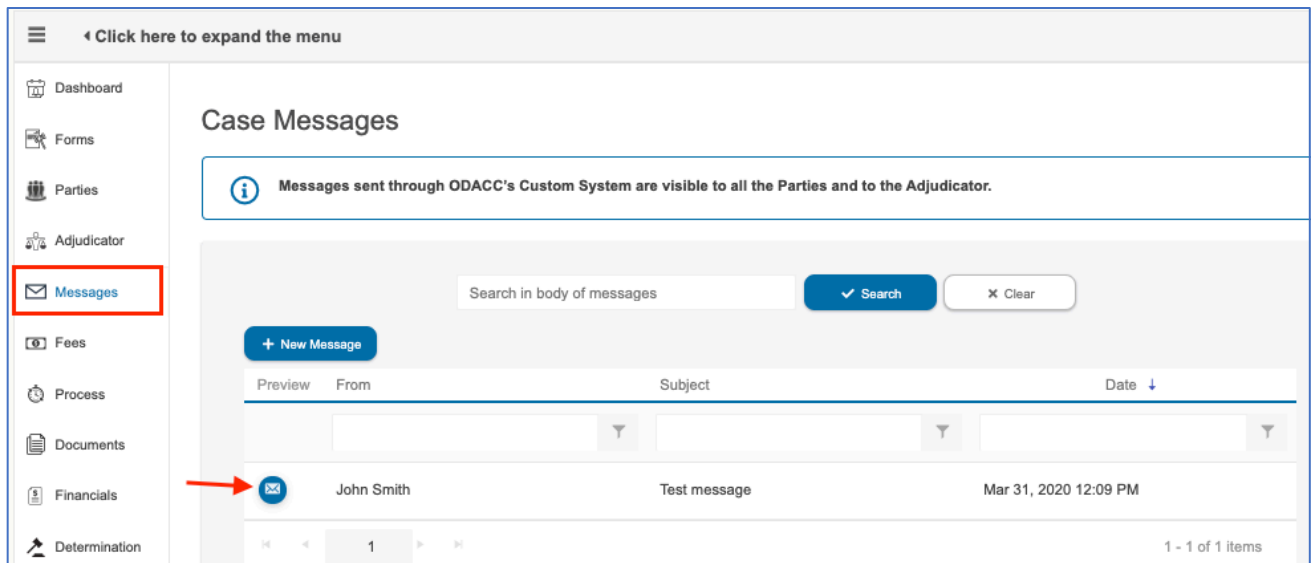 Click here to expand the menu
Dashboard
Forms
Parties
Adjudicator
Messages
Fees
Process
Documents
Financials
Determination
Case Messages
Messages sent through ODACC's Custom System are visible to all the Parties and to the Adjudicator.
Search in body of messages Search Clear
+ New Message
Preview From Subject Date
John Smith Test message Mar 31, 2020 12:09 PM
1 1 - 1 of 1 items